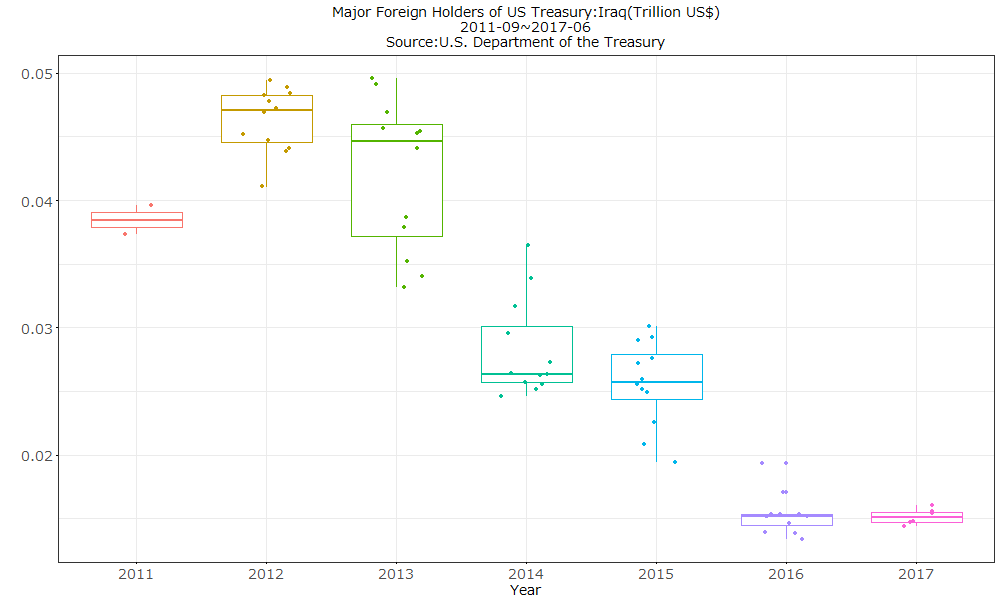 Major Foreign Holders of US Treasury:Iraq(Trillion US$)
2011-09~2017-06
Source:U.S. Department of the Treasury
0.05
0.04
0.03
0.02
2011 2012 2013 2014 2015 2016 2017
Year